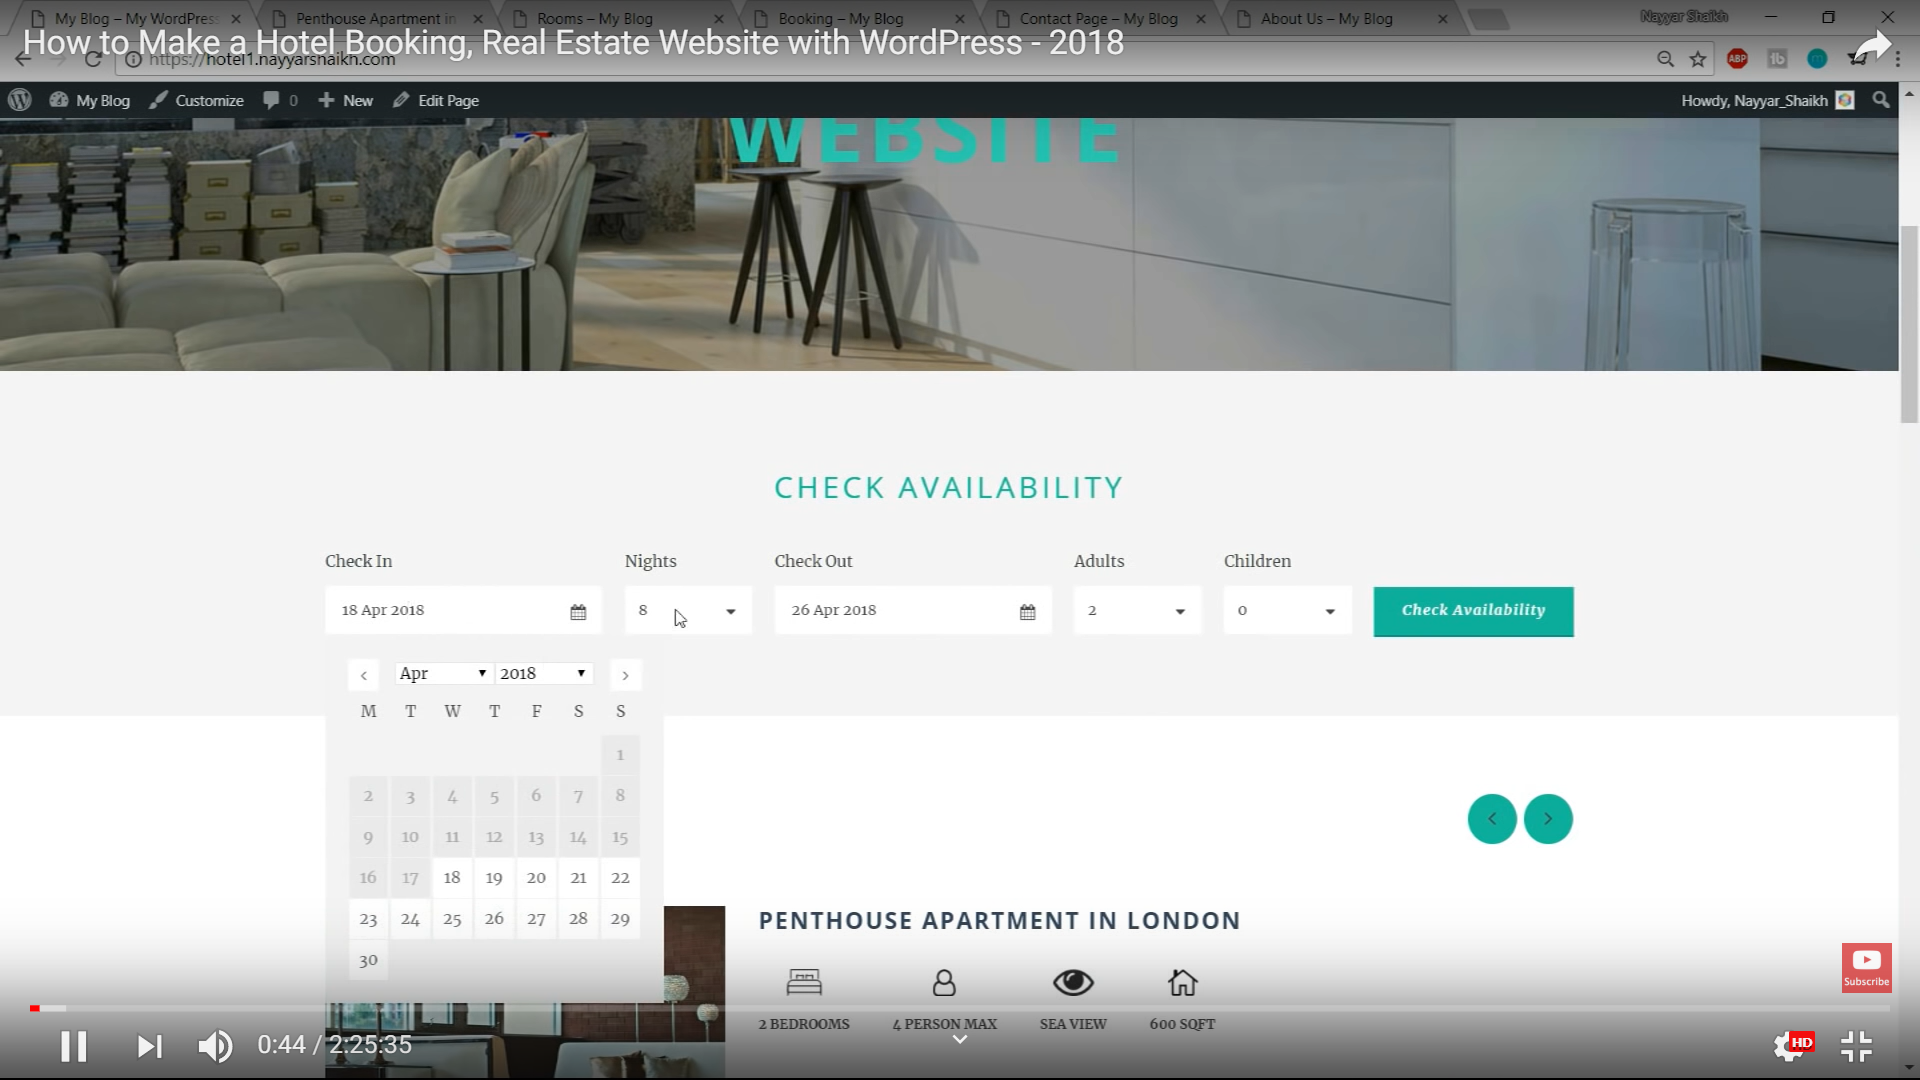 My Blog – My WordPress Penthouse Apartment in Rooms – My Blog Booking – My Blog Contact Page – My Blog About Us – My Blog Nayyar Shaikh
How to Make a Hotel Booking, Real Estate Website with WordPress - 2018
https://hotel1.nayyarshaikh.com ABP tb
My Blog Customize 0 New Edit Page Howdy, Nayyar_Shaikh
WEBSITE
CHECK AVAILABILITY
Check In Nights Check Out Adults Children
18 Apr 2018 8 26 Apr 2018 2 0 Check Availability
Apr 2018
M T W T F S S
1
2 3 4 5 6 7 8
9 10 11 12 13 14 15
16 17 18 19 20 21 22
23 24 25 26 27 28 29
30
PENTHOUSE APARTMENT IN LONDON
2 BEDROOMS 4 PERSON MAX SEA VIEW 600 SQFT
Subscribe
0:44 / 2:25:35 HD